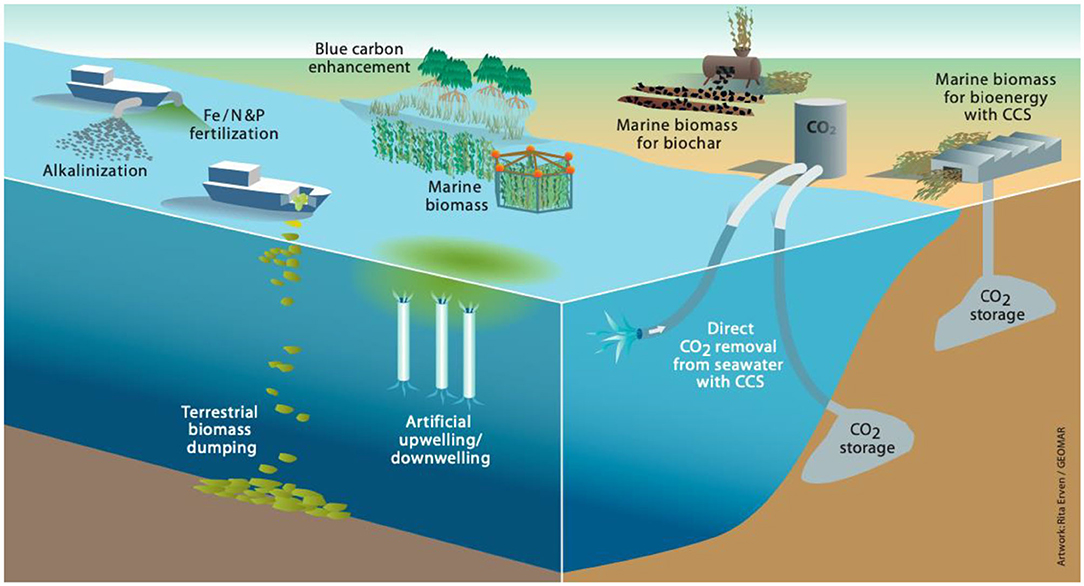 Blue carbon
enhancement
Fe/N&P
fertilization
Alkalinization
Marine
biomass
Marine biomass
for biochar
CO2
Marine biomass
for bioenergy
with CCS
Terrestrial
biomass
dumping
Artificial
upwelling/
downwelling
Direct
CO2 removal
from seawater
with CCS
CO2
storage
CO2
storage
Artwork: Rita Erven / GEOMAR